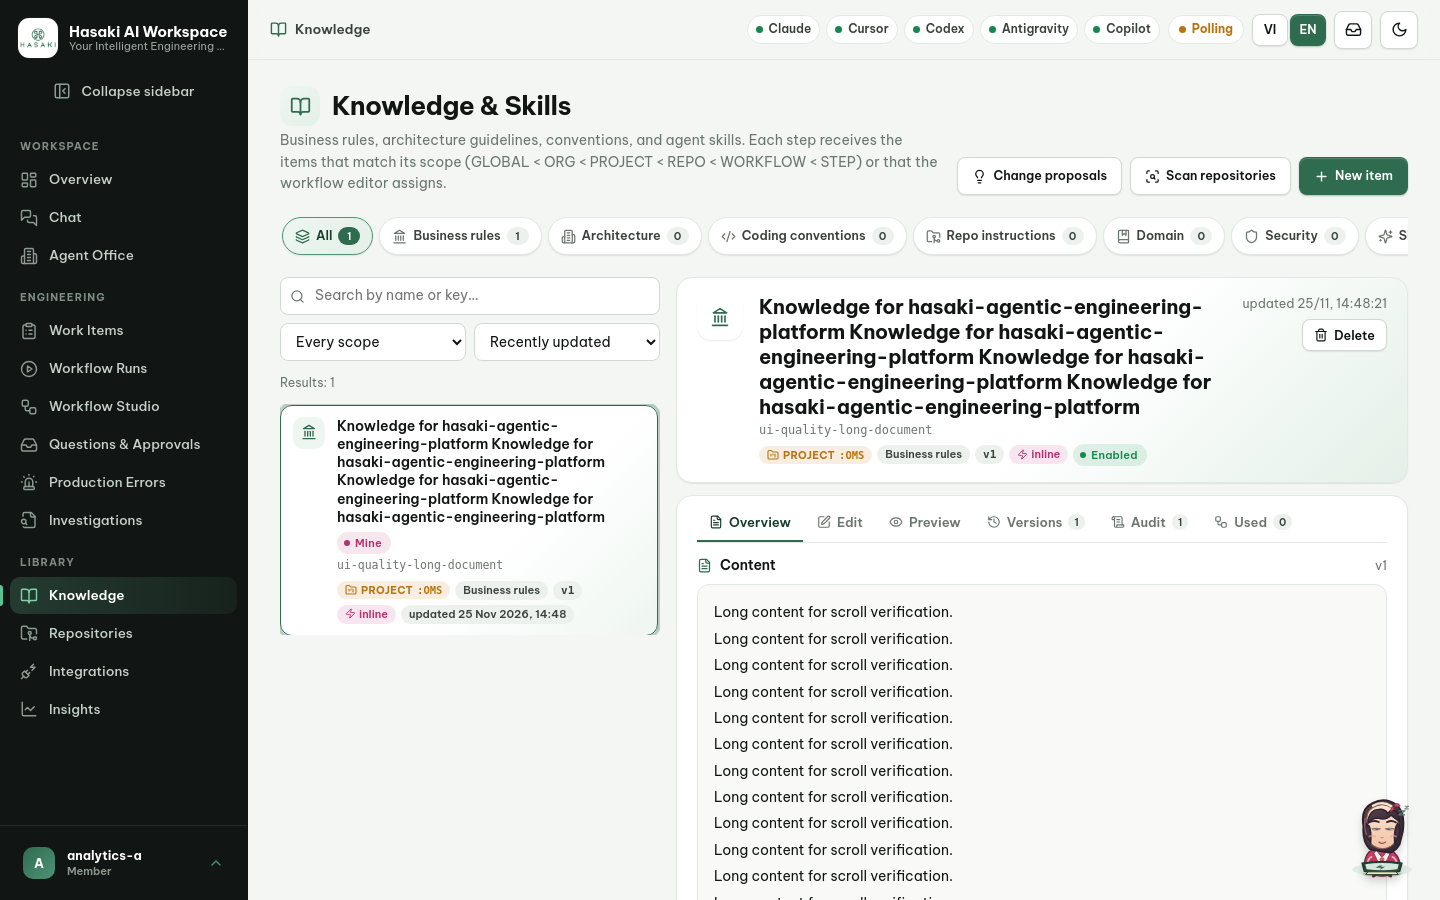 HASAKI
Hasaki AI Workspace
Your Intelligent Engineering ...
Collapse sidebar
WORKSPACE
Overview
Chat
Agent Office
ENGINEERING
Work Items
Workflow Runs
Workflow Studio
Questions & Approvals
Production Errors
Investigations
LIBRARY
Knowledge
Repositories
Integrations
Insights
A
analytics-a
Member
Knowledge
Claude
Cursor
Codex
Antigravity
Copilot
Polling
VI
EN
Knowledge & Skills
Business rules, architecture guidelines, conventions, and agent skills. Each step receives the
items that match its scope (GLOBAL < ORG < PROJECT < REPO < WORKFLOW < STEP) or that the
workflow editor assigns.
Change proposals
Scan repositories
New item
All 1
Business rules 1
Architecture 0
Coding conventions 0
Repo instructions 0
Domain 0
Security 0
S
Search by name or key...
Every scope
Recently updated
Results: 1
Knowledge for hasaki-agentic-
engineering-platform Knowledge for
hasaki-agentic-engineering-platform
Knowledge for hasaki-agentic-
engineering-platform Knowledge for
hasaki-agentic-engineering-platform
Mine
ui-quality-long-document
PROJECT :OMS Business rules v1
inline updated 25 Nov 2026, 14:48
Knowledge for hasaki-agentic-engineering-
platform Knowledge for hasaki-agentic-
engineering-platform Knowledge for hasaki-
agentic-engineering-platform Knowledge for
hasaki-agentic-engineering-platform
updated 25/11, 14:48:21
Delete
ui-quality-long-document
PROJECT :OMS Business rules v1 inline Enabled
Overview
Edit
Preview
Versions 1
Audit 1
Used 0
Content
v1
Long content for scroll verification.
Long content for scroll verification.
Long content for scroll verification.
Long content for scroll verification.
Long content for scroll verification.
Long content for scroll verification.
Long content for scroll verification.
Long content for scroll verification.
Long content for scroll verification.
Long content for scroll verification.
Long content for scroll verification.
Long content for scroll verification.